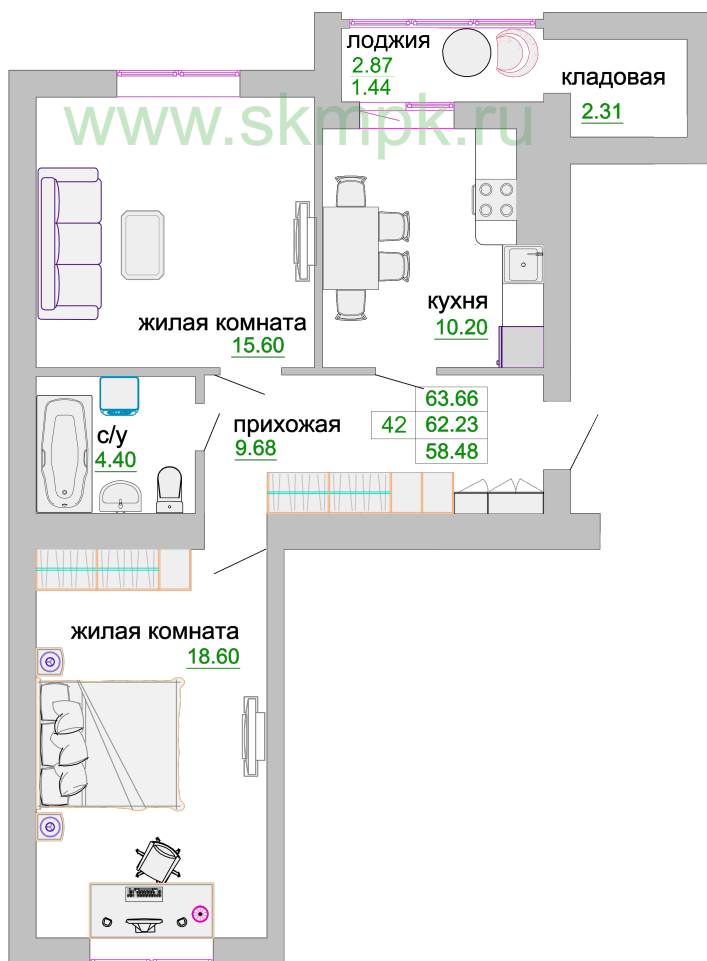 лоджия
2.87
1.44
кладовая
2.31
www.skmpk.ru
жилая комната
15.60
кухня
10.20
с/у
4.40
прихожая
9.68
63.66
42 62.23
58.48
жилая комната
18.60